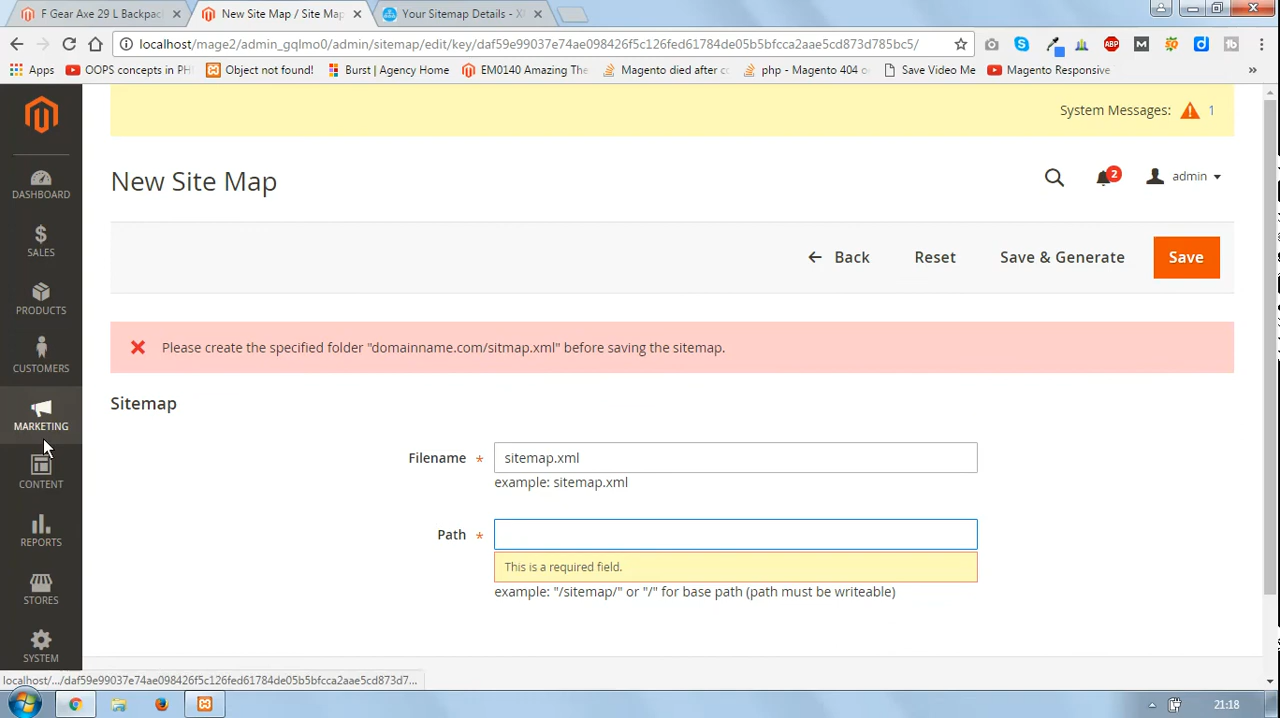 F Gear Axe 29 L Backpac
New Site Map / Site Map
Your Sitemap Details - X
localhost/mage2/admin_gqlmo0/admin/sitemap/edit/key/daf59e99037e74ae098426f5c126fed61784de05b5bfcca2aae5cd873d785bc5/
Apps
OOPS concepts in PH
Object not found!
Burst | Agency Home
EM0140 Amazing The
Magento died after c
php - Magento 404 o
Save Video Me
Magento Responsive
»
System Messages: 1
New Site Map
2
admin
DASHBOARD
SALES
PRODUCTS
CUSTOMERS
MARKETING
CONTENT
REPORTS
STORES
SYSTEM
← Back
Reset
Save & Generate
Save
Please create the specified folder "domainname.com/sitmap.xml" before saving the sitemap.
Sitemap
Filename *
sitemap.xml
example: sitemap.xml
Path *
This is a required field.
example: "/sitemap/" or "/" for base path (path must be writeable)
localhost/.../daf59e99037e74ae098426f5c126fed61784de05b5bfcca2aae5cd873d7...
21:18